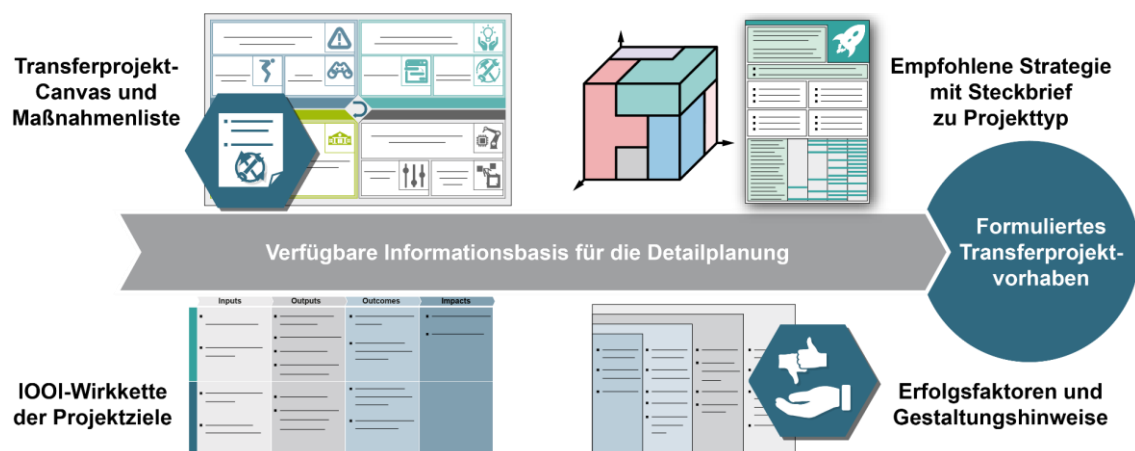 Transferprojekt-
Canvas und
Maßnahmenliste
Empfohlene Strategie
mit Steckbrief
zu Projekttyp
Verfügbare Informationsbasis für die Detailplanung
Formuliertes
Transferprojekt-
vorhaben
Inputs
Outputs
Outcomes
Impacts
IOOI-Wirkkette
der Projektziele
Erfolgsfaktoren und
Gestaltungshinweise